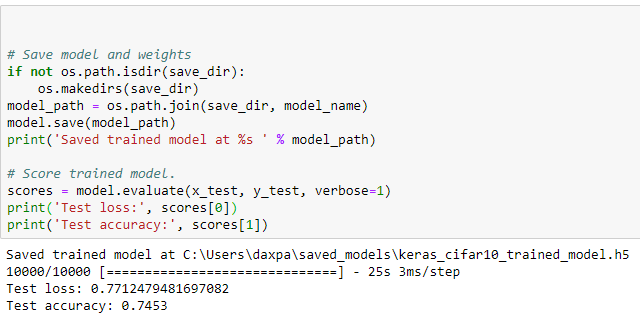 # Save model and weights
if not os.path.isdir(save_dir):
    os.makedirs(save_dir)
model_path = os.path.join(save_dir, model_name)
model.save(model_path)
print('Saved trained model at %s ' % model_path)

# Score trained model.
scores = model.evaluate(x_test, y_test, verbose=1)
print('Test loss:', scores[0])
print('Test accuracy:', scores[1])
Saved trained model at C:\Users\daxpa\saved_models\keras_cifar10_trained_model.h5
10000/10000 [==============================] - 25s 3ms/step
Test loss: 0.7712479481697082
Test accuracy: 0.7453